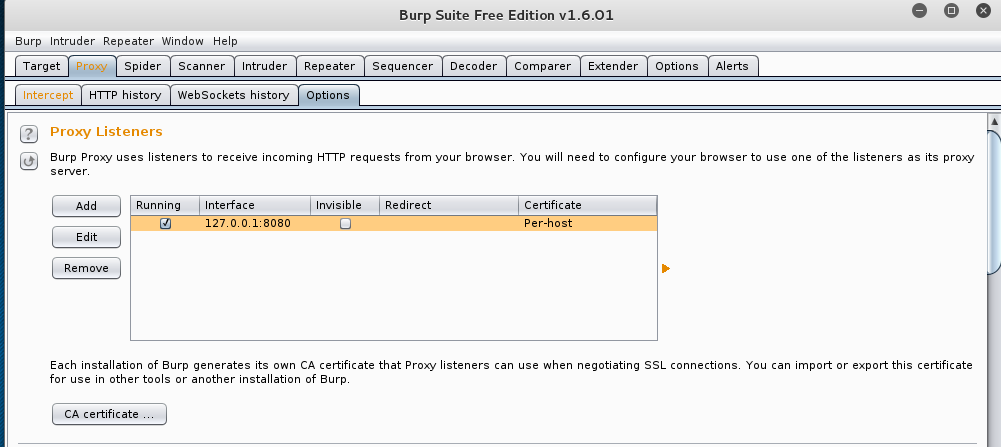 Burp Suite Free Edition v1.6.01
Burp Intruder Repeater Window Help
Target Proxy Spider Scanner Intruder Repeater Sequencer Decoder Comparer Extender Options Alerts
Intercept HTTP history WebSockets history Options
? Proxy Listeners
Burp Proxy uses listeners to receive incoming HTTP requests from your browser. You will need to configure your browser to use one of the listeners as its proxy
server.
Add Running Interface Invisible Redirect Certificate
127.0.0.1:8080 Per-host
Edit
Remove
Each installation of Burp generates its own CA certificate that Proxy listeners can use when negotiating SSL connections. You can import or export this certificate
for use in other tools or another installation of Burp.
CA certificate ...